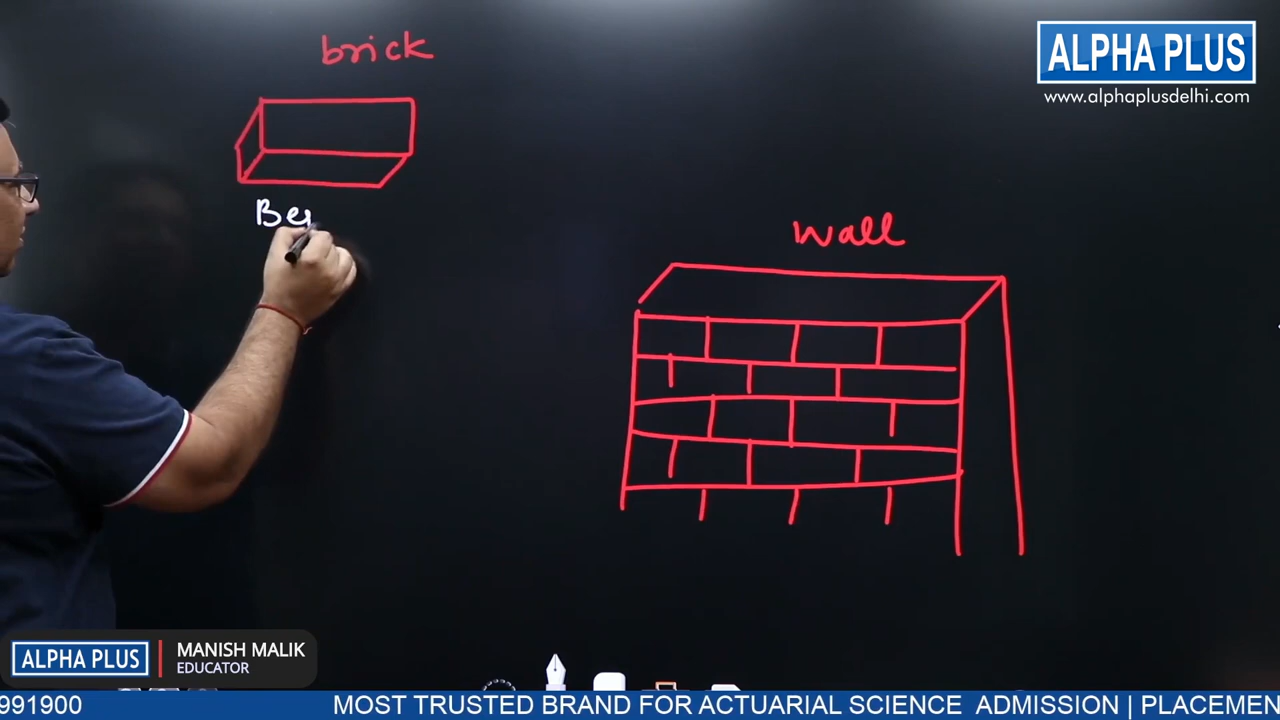 brick
ALPHA PLUS
www.alphaplusdelhi.com
Be
wall
ALPHA PLUS
MANISH MALIK
EDUCATOR
991900 MOST TRUSTED BRAND FOR ACTUARIAL SCIENCE ADMISSION | PLACEMEN